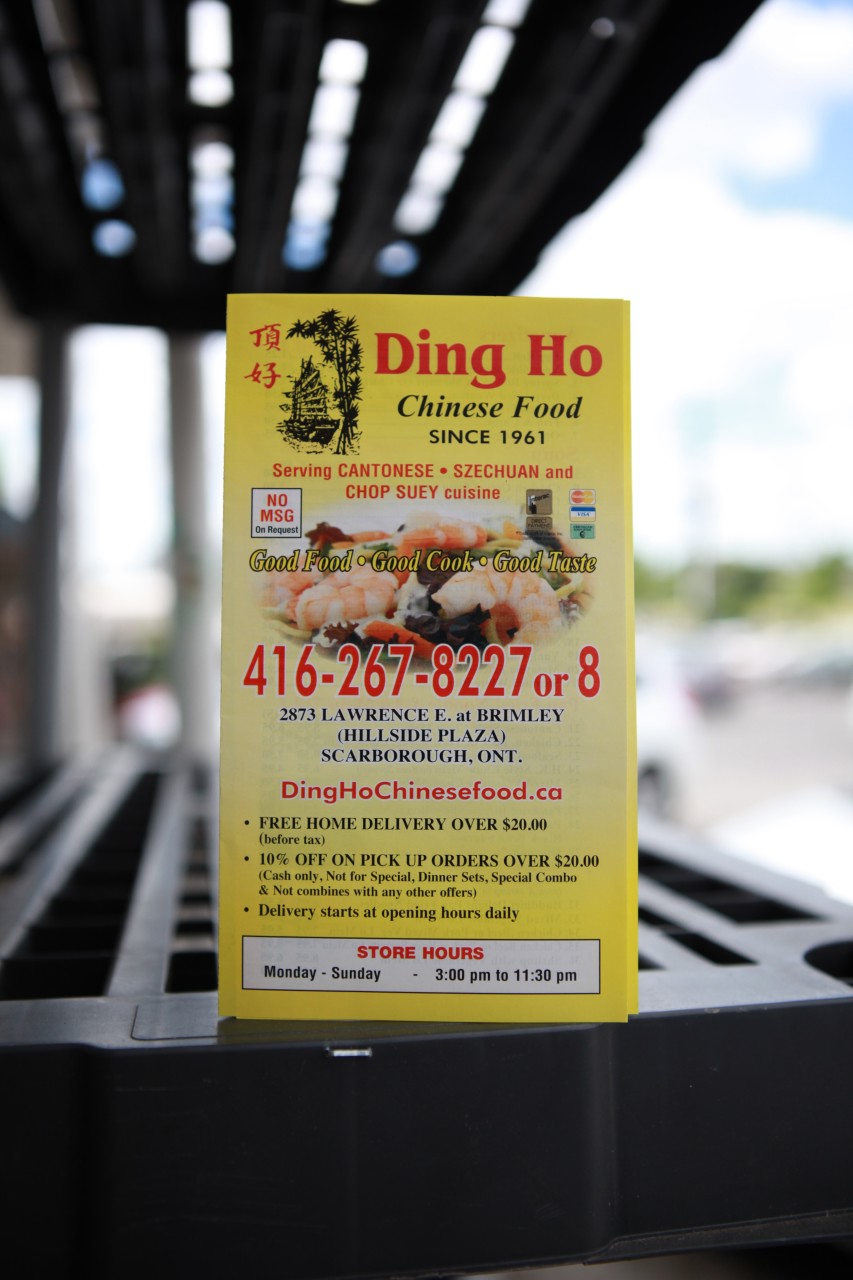 頂好
Ding Ho
Chinese Food
SINCE 1961
Serving CANTONESE • SZECHUAN and
CHOP SUEY cuisine
NO
MSG
On Request
VISA
Good Food • Good Cook • Good Taste
416-267-8227 or 8
2873 LAWRENCE E. at BRIMLEY
(HILLSIDE PLAZA)
SCARBOROUGH, ONT.
DingHoChinesefood.ca
• FREE HOME DELIVERY OVER $20.00
(before tax)
• 10% OFF ON PICK UP ORDERS OVER $20.00
(Cash only, Not for Special, Dinner Sets, Special Combo
& Not combines with any other offers)
• Delivery starts at opening hours daily
STORE HOURS
Monday - Sunday - 3:00 pm to 11:30 pm